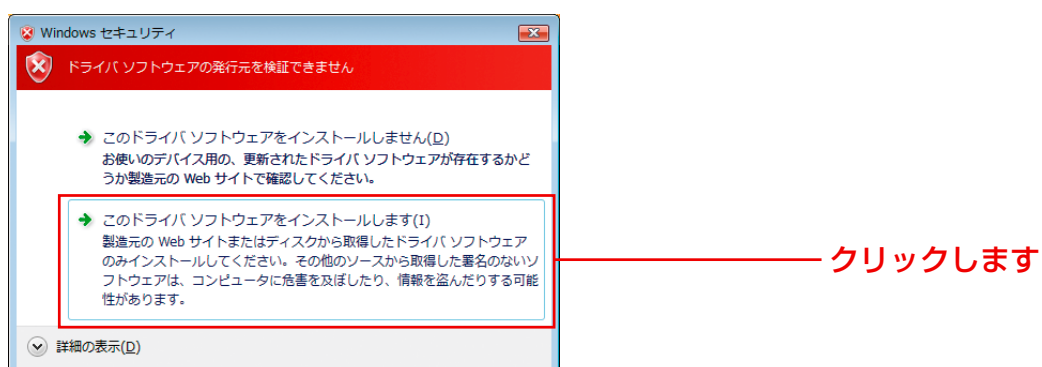 Windows セキュリティ
ドライバ ソフトウェアの発行元を検証できません
このドライバ ソフトウェアをインストールしません(D)
お使いのデバイス用の、更新されたドライバ ソフトウェアが存在するかど
うか製造元の Web サイトで確認してください。
このドライバ ソフトウェアをインストールします(I)
製造元の Web サイトまたはディスクから取得したドライバ ソフトウェア
のみインストールしてください。その他のソースから取得した署名のないソ
フトウェアは、コンピュータに危害を及ぼしたり、情報を盗んだりする可能
性があります。
クリックします
詳細の表示(D)